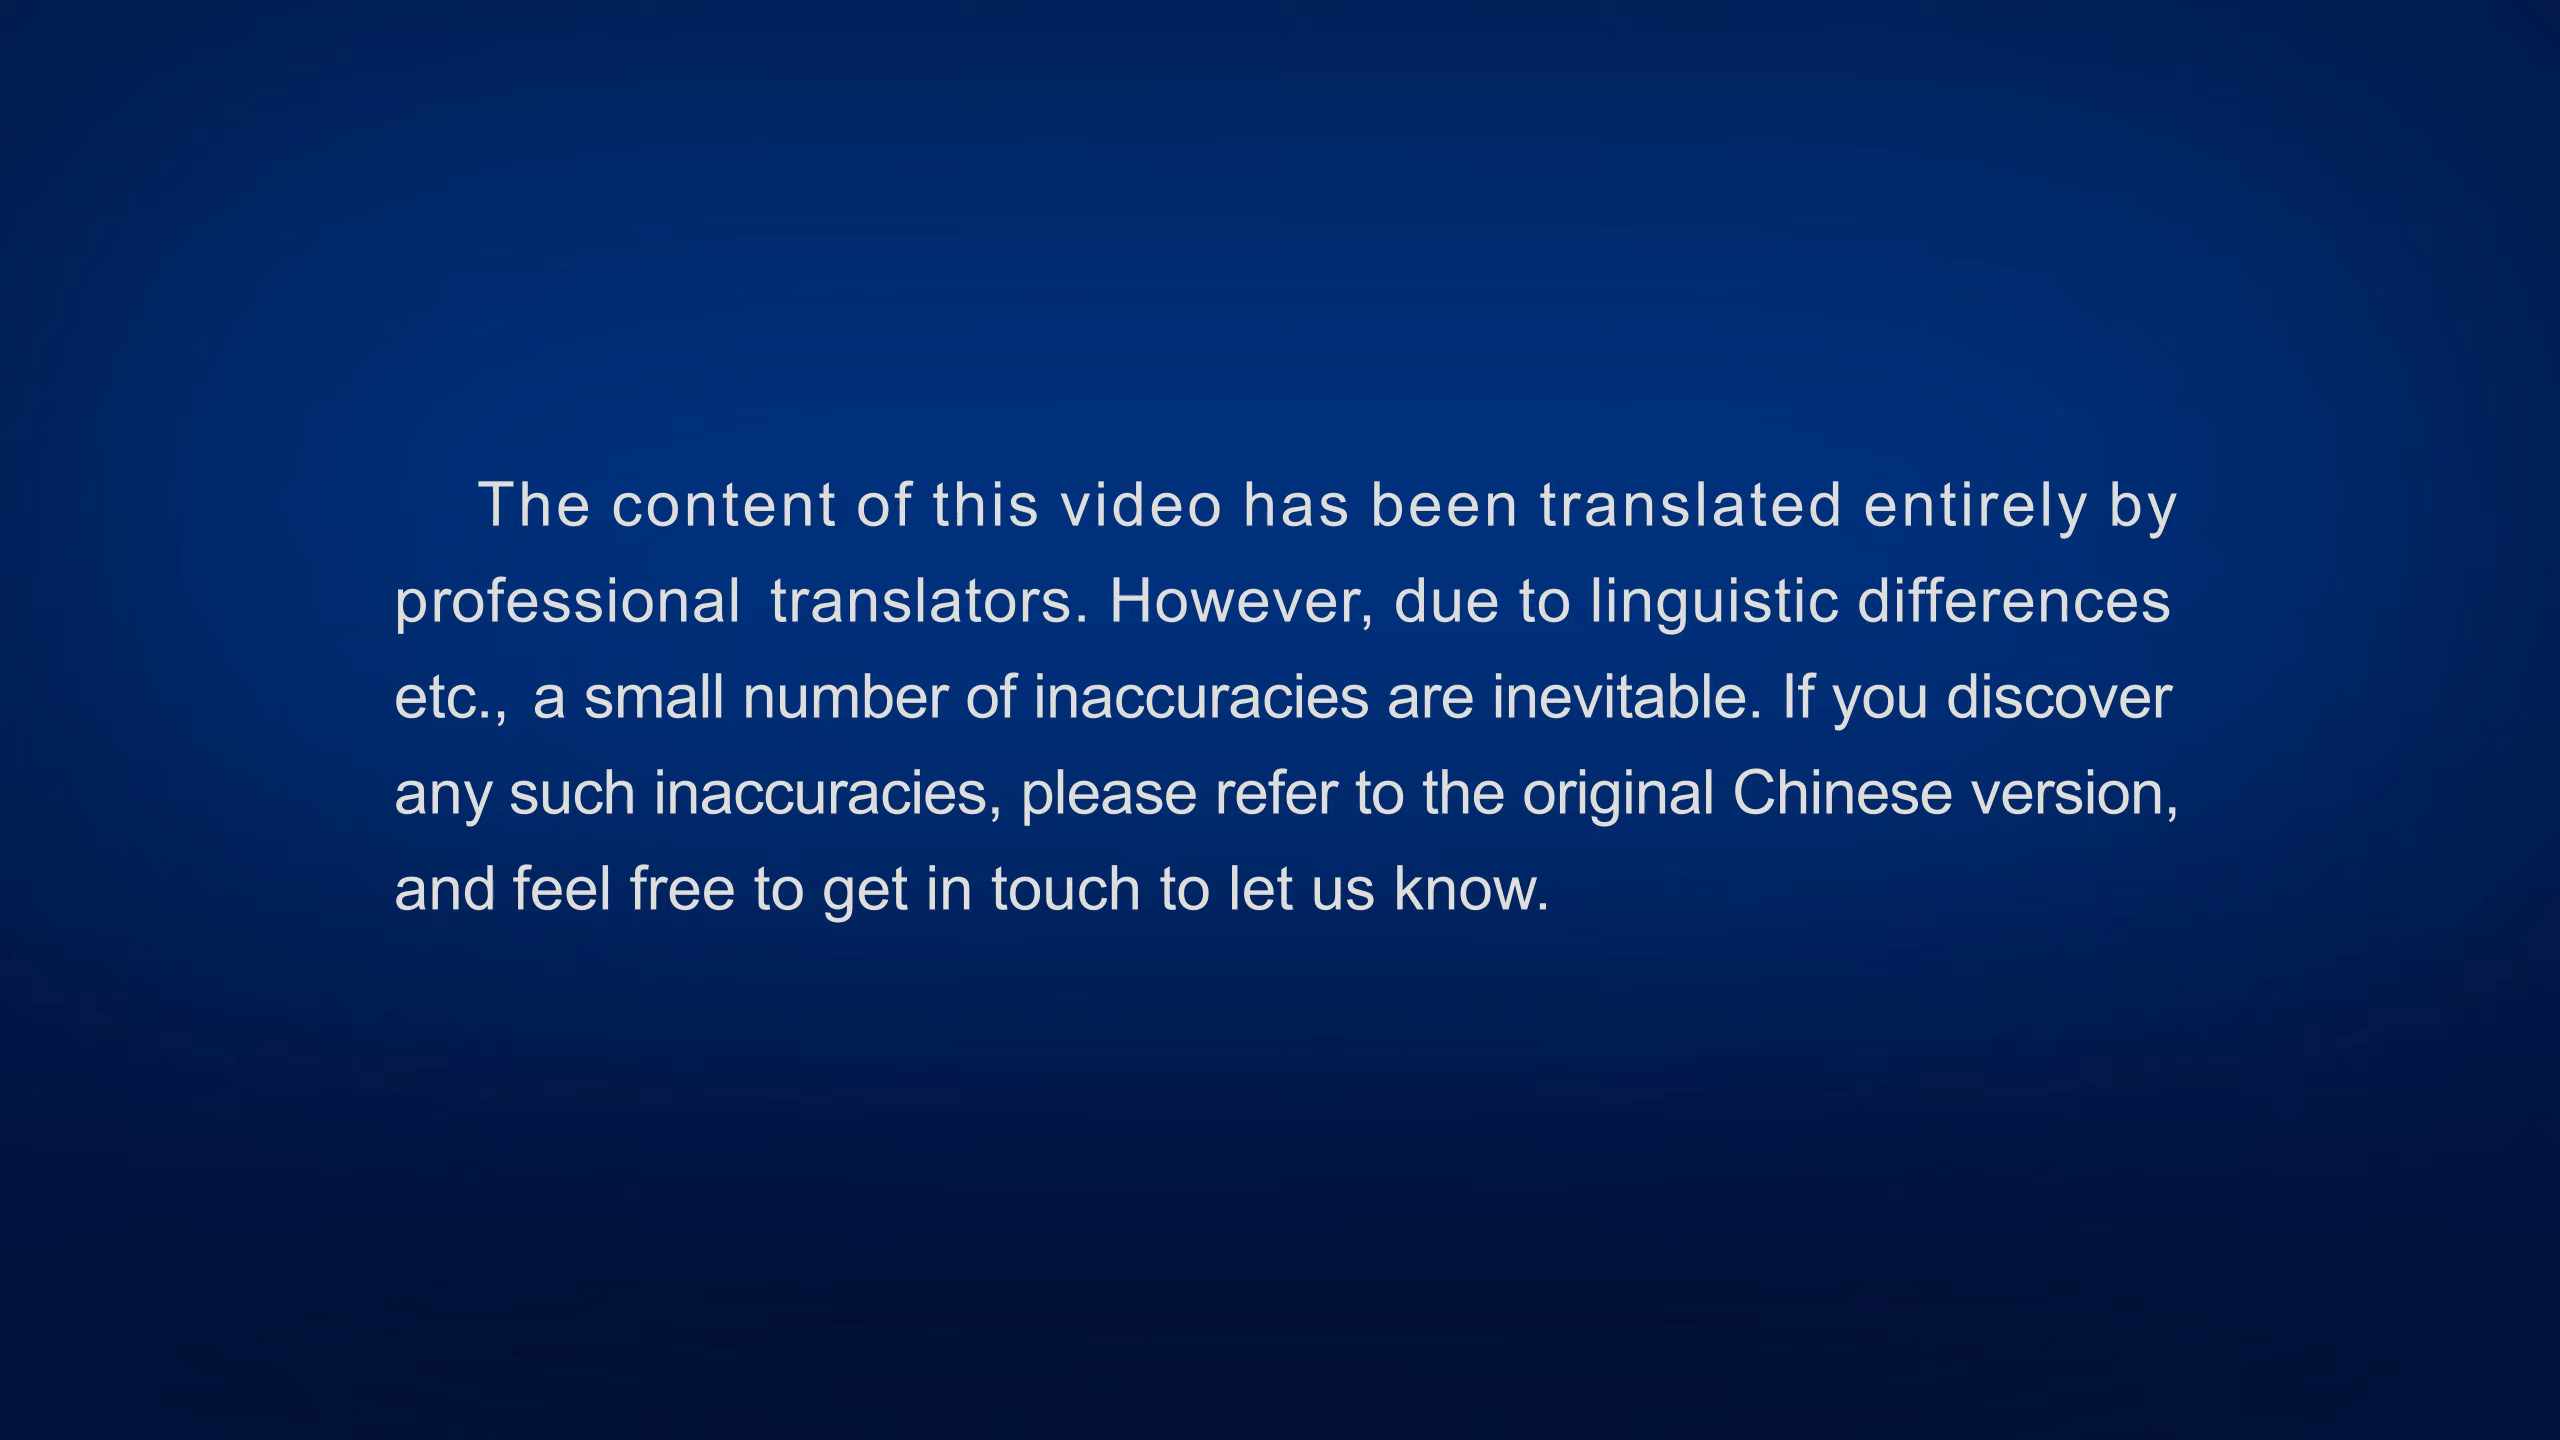 The content of this video has been translated entirely by
professional translators. However, due to linguistic differences
etc., a small number of inaccuracies are inevitable. If you discover
any such inaccuracies, please refer to the original Chinese version,
and feel free to get in touch to let us know.